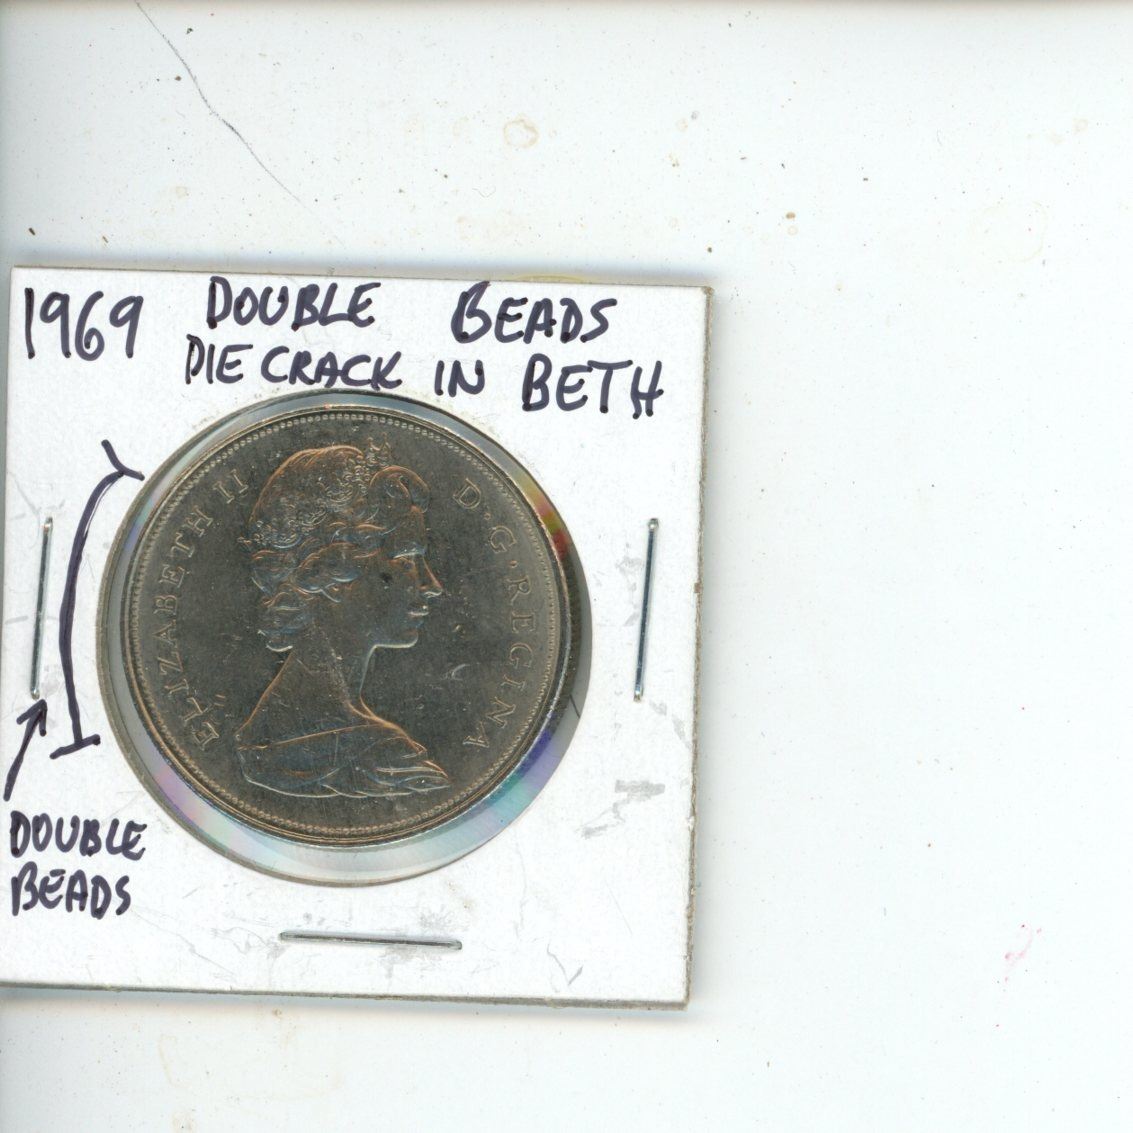 1969 DOUBLE BEADS
DIE CRACK IN BETH
ELIZABETH II D·G·REGINA
DOUBLE
BEADS